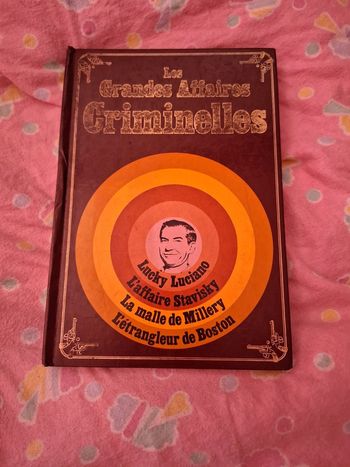 Les
Grandes Affaires
Criminelles
Lucky Luciano
L'affaire Stavisky
La malle de Millery
L'étrangleur de Boston